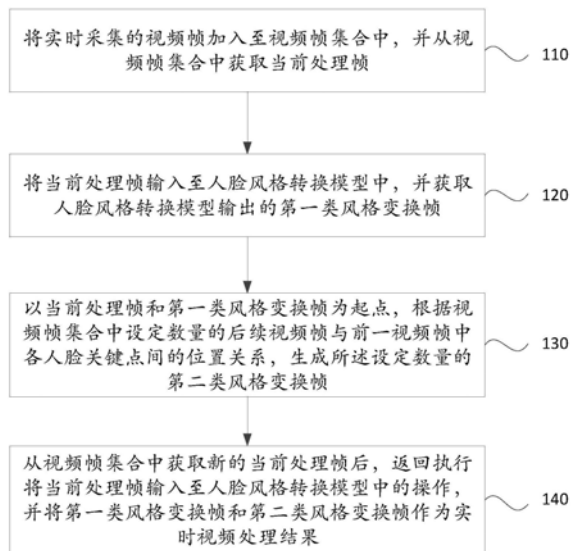 将实时采集的视频帧加入至视频帧集合中，并从视
频帧集合中获取当前处理帧
110
将当前处理帧输入至人脸风格转换模型中，并获取
人脸风格转换模型输出的第一类风格变换帧
120
以当前处理帧和第一类风格变换帧为起点，根据视
频帧集合中设定数量的后续视频帧与前一视频帧中
各人脸关键点间的位置关系，生成所述设定数量的
第二类风格变换帧
130
从视频帧集合中获取新的当前处理帧后，返回执行
将当前处理帧输入至人脸风格转换模型中的操作，
并将第一类风格变换帧和第二类风格变换帧作为实
时视频处理结果
140